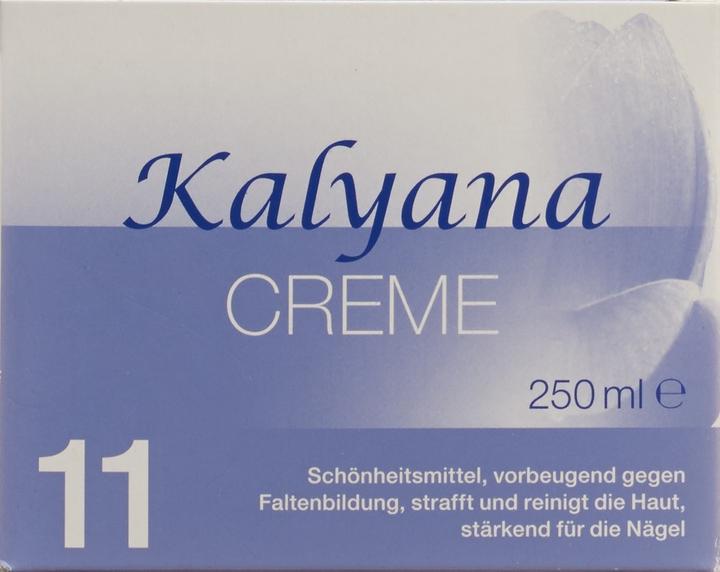 Kalyana
CREME
250 ml ℮
11
Schönheitsmittel, vorbeugend gegen
Faltenbildung, strafft und reinigt die Haut,
stärkend für die Nägel